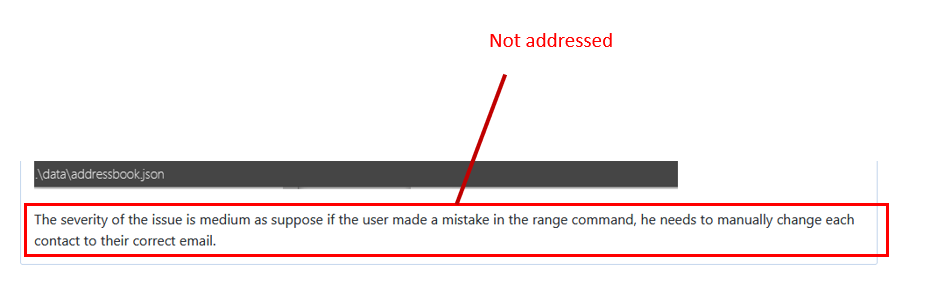 Not addressed
.\data\addressbook.json
The severity of the issue is medium as suppose if the user made a mistake in the range command, he needs to manually change each
contact to their correct email.